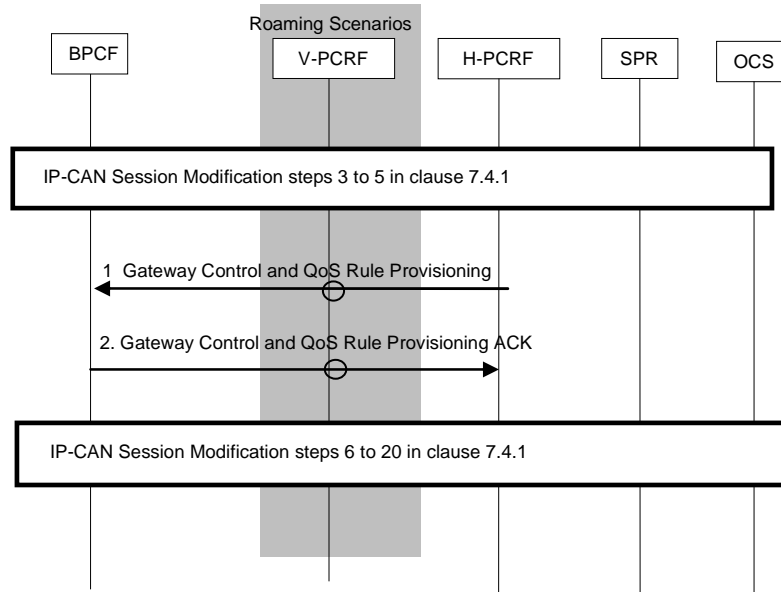 Roaming Scenarios
BPCF
V-PCRF
H-PCRF
SPR
OCS
IP-CAN Session Modification steps 3 to 5 in clause 7.4.1
1 Gateway Control and QoS Rule Provisioning
2. Gateway Control and QoS Rule Provisioning ACK
IP-CAN Session Modification steps 6 to 20 in clause 7.4.1